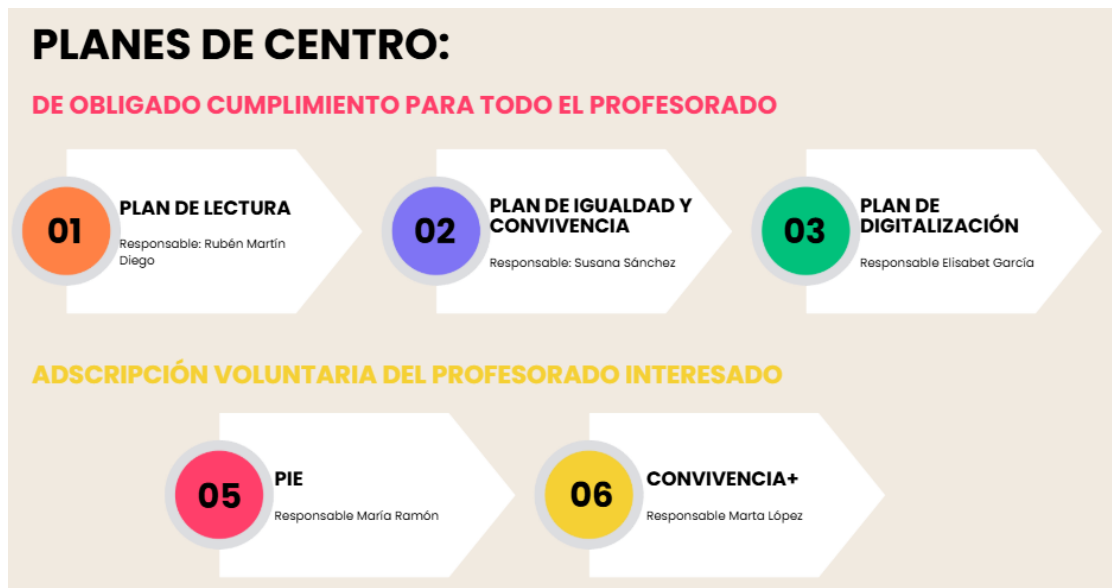 PLANES DE CENTRO:
DE OBLIGADO CUMPLIMIENTO PARA TODO EL PROFESORADO
01
PLAN DE LECTURA
Responsable: Rubén Martín
Diego
02
PLAN DE IGUALDAD Y
CONVIVENCIA
Responsable: Susana Sánchez
03
PLAN DE
DIGITALIZACIÓN
Responsable Elisabet García
ADSCRIPCIÓN VOLUNTARIA DEL PROFESORADO INTERESADO
05
PIE
Responsable María Ramón
06
CONVIVENCIA+
Responsable Marta López